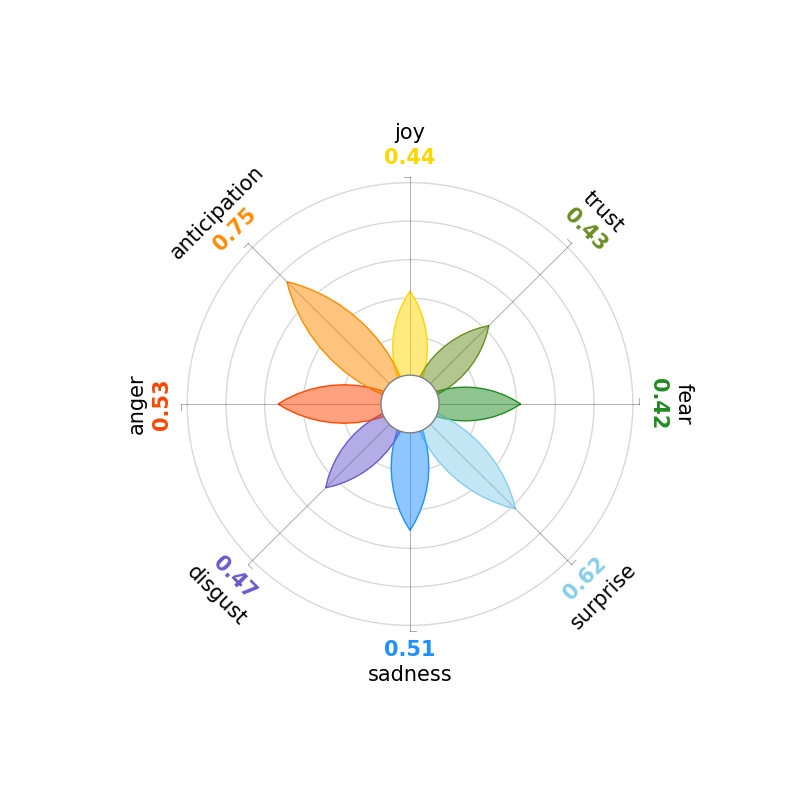 joy
0.44
trust
0.43
fear
0.42
surprise
0.62
sadness
0.51
disgust
0.47
anger
0.53
anticipation
0.75